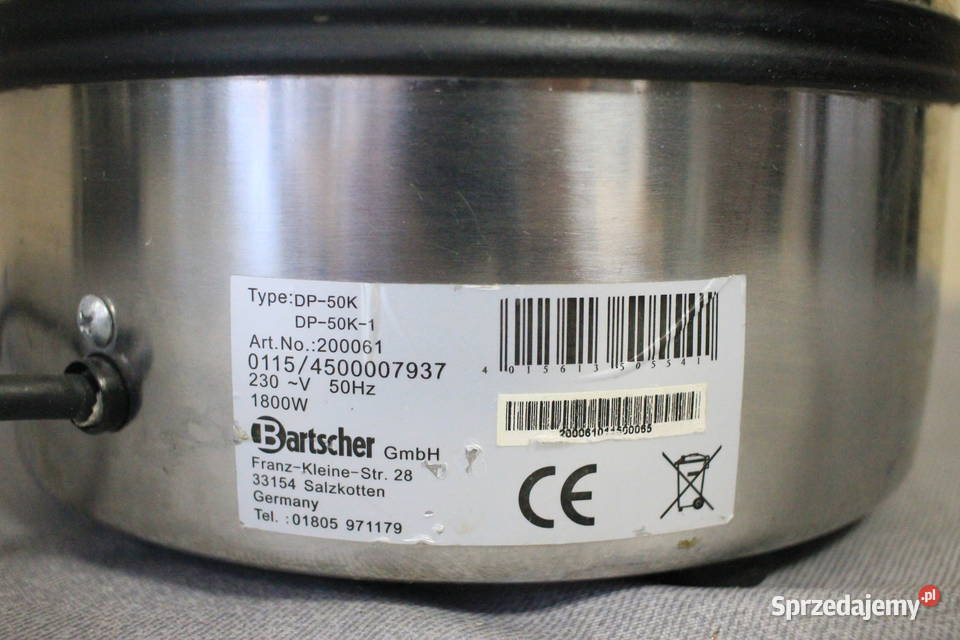 Type: DP-50K
DP-50K-1
Art.No.:200061
0115/4500007937
230 ~V 50Hz
1800W
Bartscher GmbH
Franz-Kleine-Str. 28
33154 Salzkotten
Germany
Tel. :01805 971179
4 015613 505541
CE
Sprzedajemy.pl